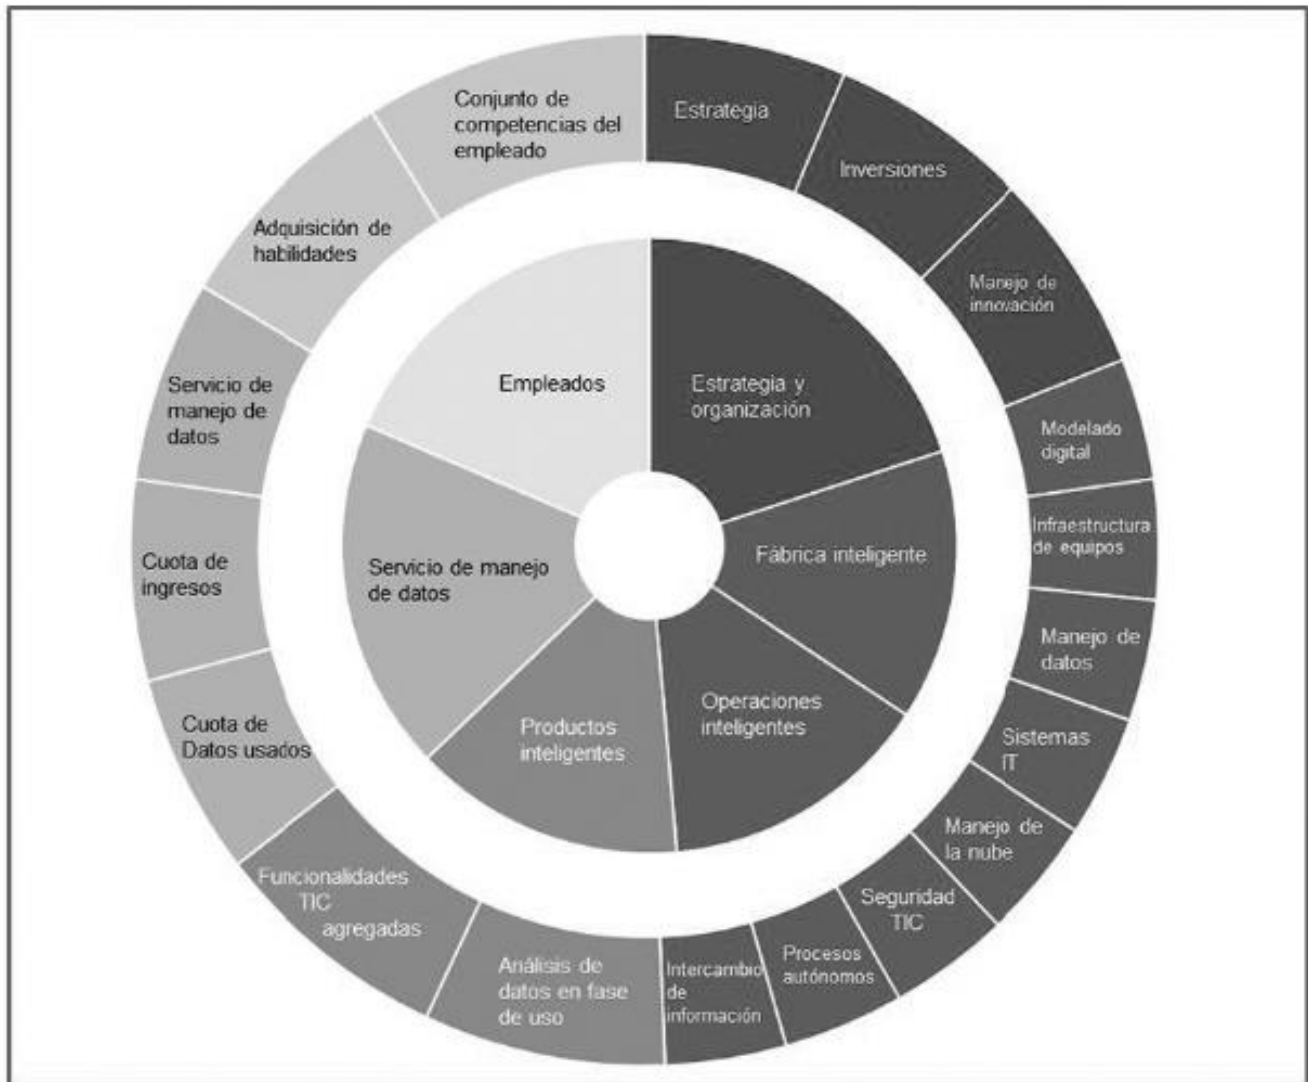 Conjunto de
competencias del
empleado
Estrategia
Inversiones
Manejo de
innovación
Modelado
digital
Infraestructura
de equipos
Manejo de
datos
Sistemas
IT
Manejo de
la nube
Seguridad
TIC
Procesos
autónomos
Intercambio
de
información
Análisis de
datos en fase
de uso
Funcionalidades
TIC
agregadas
Cuota de
Datos usados
Cuota de
ingresos
Servicio de
manejo de
datos
Adquisición de
habilidades
Empleados
Estrategia y
organización
Fábrica inteligente
Operaciones
inteligentes
Productos
inteligentes
Servicio de manejo
de datos